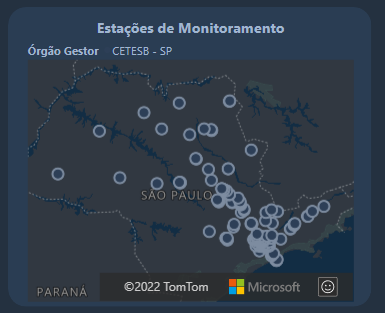 Estações de Monitoramento
Órgão Gestor CETESB - SP
SÃO PAULO
PARANÁ
©2022 TomTom Microsoft